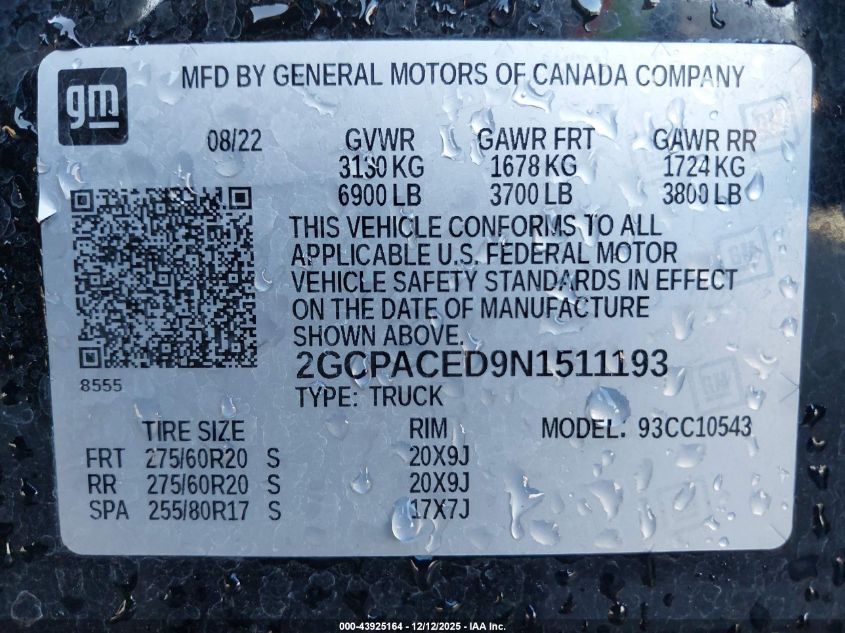 gm
MFD BY GENERAL MOTORS OF CANADA COMPANY
08/22 GVWR GAWR FRT GAWR RR
3130 KG 1678 KG 1724 KG
6900 LB 3700 LB 3800 LB
THIS VEHICLE CONFORMS TO ALL
APPLICABLE U.S. FEDERAL MOTOR
VEHICLE SAFETY STANDARDS IN EFFECT
ON THE DATE OF MANUFACTURE
SHOWN ABOVE.
8555
2GCPACED9N1511193
TYPE: TRUCK
TIRE SIZE RIM MODEL: 93CC10543
FRT 275/60R20 S 20X9J
RR 275/60R20 S 20X9J
SPA 255/80R17 S 17X7J
000-43925164 - 12/12/2025 - IAA Inc.